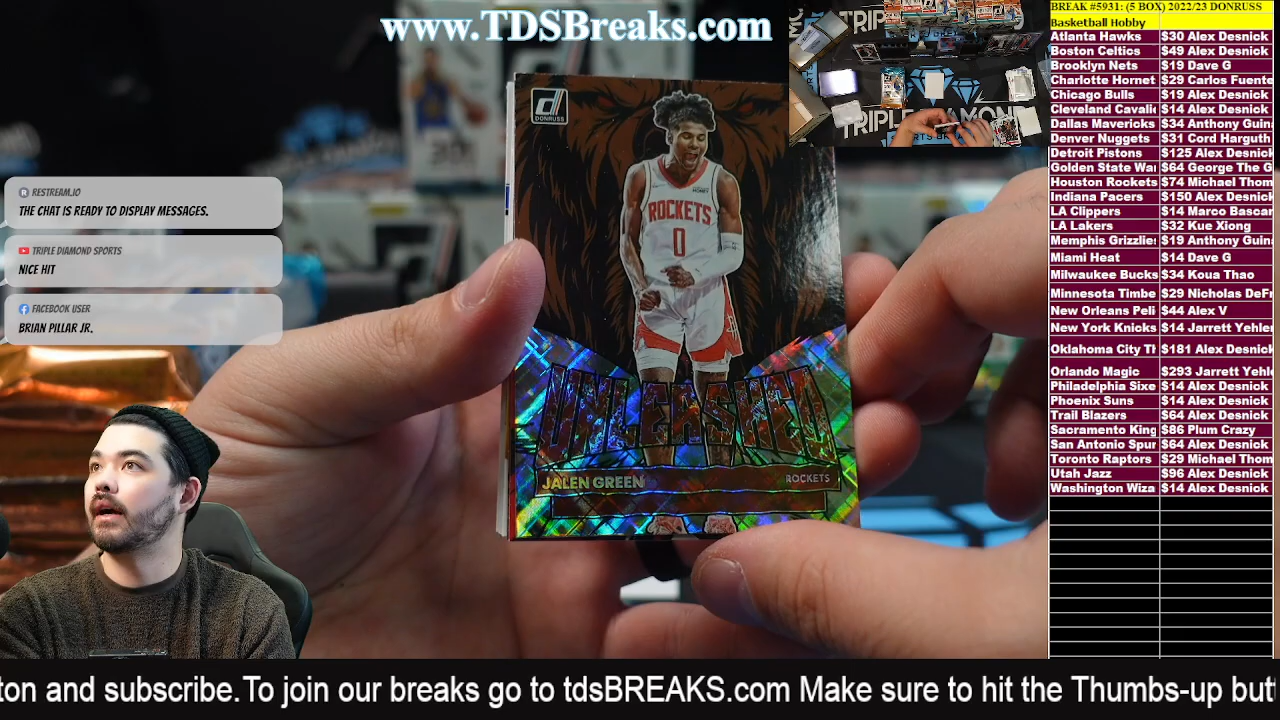 www.TDSBreaks.com
RESTREAM.IO
THE CHAT IS READY TO DISPLAY MESSAGES.
TRIPLE DIAMOND SPORTS
NICE HIT
FACEBOOK USER
BRIAN PILLAR JR.
d
DONRUSS
ROCKETS
0
UNLEASHED
JALEN GREEN
ROCKETS
TRIPLE DIAMOND
BREAK #5931: (5 BOX) 2022/23 DONRUSS
Basketball Hobby
Atlanta Hawks $30 Alex Desnick
Boston Celtics $49 Alex Desnick
Brooklyn Nets $19 Dave G
Charlotte Hornet $29 Carlos Fuente
Chicago Bulls $19 Alex Desnick
Cleveland Cavali $14 Alex Desnick
Dallas Mavericks $34 Anthony Guin
Denver Nuggets $31 Cord Harguth
Detroit Pistons $125 Alex Desnick
Golden State Wa $64 George The G
Houston Rockets $74 Michael Thom
Indiana Pacers $150 Alex Desnick
LA Clippers $14 Marco Bascar
LA Lakers $32 Kue Xiong
Memphis Grizzlie $19 Anthony Guin
Miami Heat $14 Dave G
Milwaukee Bucks $34 Koua Thao
Minnesota Timbe $29 Nicholas DeFr
New Orleans Peli $44 Alex V
New York Knicks $14 Jarrett Yehle
Oklahoma City Th $181 Alex Desnick
Orlando Magic $293 Jarrett Yehl
Philadelphia Sixe $14 Alex Desnick
Phoenix Suns $14 Alex Desnick
Trail Blazers $64 Alex Desnick
Sacramento King $86 Plum Crazy
San Antonio Spur $64 Alex Desnick
Toronto Raptors $29 Michael Thom
Utah Jazz $96 Alex Desnick
Washington Wiza $14 Alex Desnick
ton and subscribe.To join our breaks go to tdsBREAKS.com Make sure to hit the Thumbs-up but